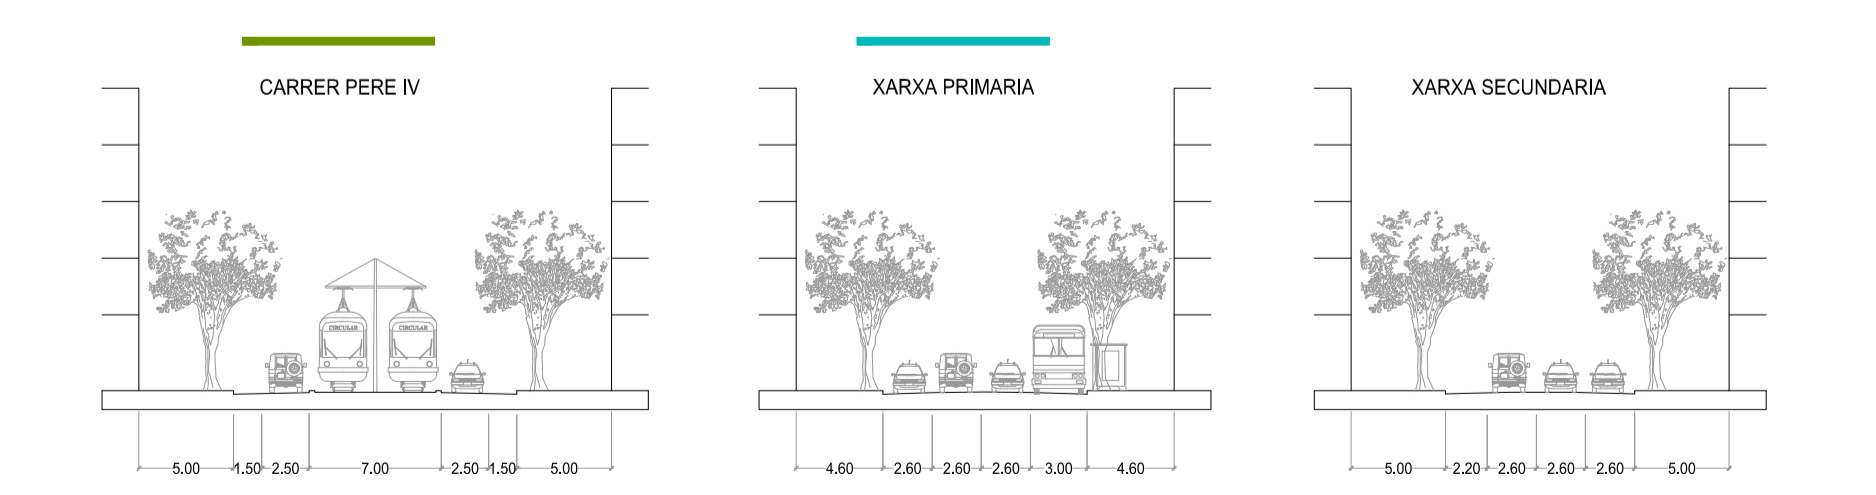 CARRER PERE IV
CIRCULAR CIRCULAR
5.00 1.50 2.50 7.00 2.50 1.50 5.00
XARXA PRIMARIA
4.60 2.60 2.60 2.60 3.00 4.60
XARXA SECUNDARIA
5.00 2.20 2.60 2.60 2.60 5.00